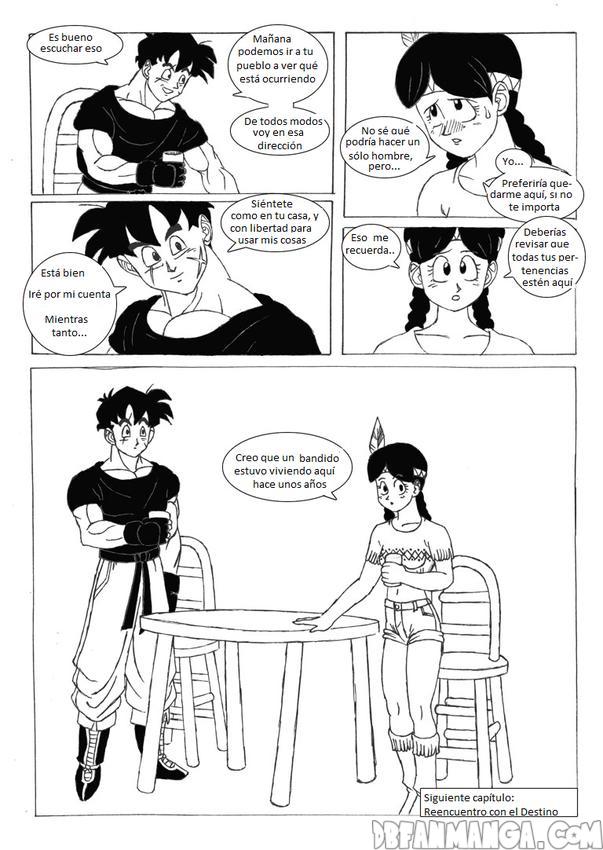 Es bueno
escuchar eso
Mañana
podemos ir a tu
pueblo a ver qué
está ocurriendo
De todos modos
voy en esa
dirección
No sé qué
podría hacer un
sólo hombre,
pero...
Yo...
Preferiría que-
darme aquí, si no
te importa
Siéntete
como en tu casa, y
con libertad para
usar mis cosas
Está bien
Iré por mi cuenta
Mientras
tanto...
Eso me
recuerda..
Deberías
revisar que
todas tus per-
tenencias
estén aquí
Creo que un bandido
estuvo viviendo aquí
hace unos años
Siguiente capítulo:
Reencuentro con el Destino
DBFANMANGA.COM